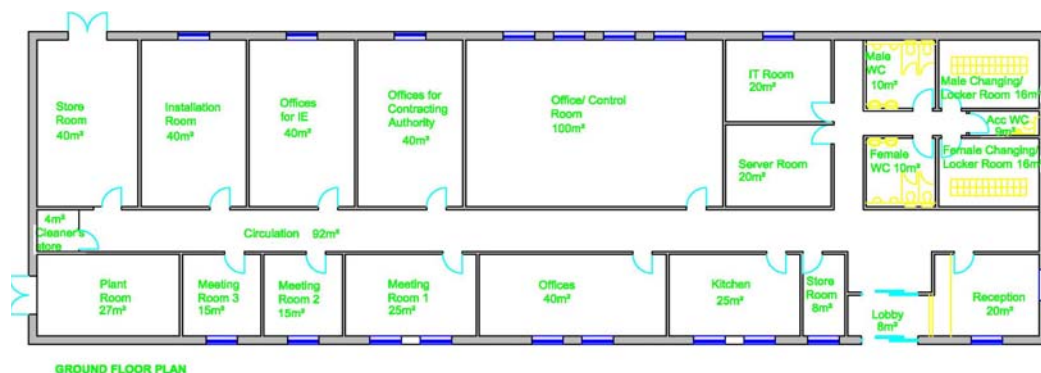 Store
Room
40m²
Installation
Room
40m²
Offices
for IE
40m²
Offices for
Contracting
Authority
40m²
Office/ Control
Room
100m²
IT Room
20m²
Server Room
20m²
Male
WC
10m²
Male Changing/
Locker Room 16m²
Acc WC
9m²
Female
WC 10m²
Female Changing/
Locker Room 16m²
4m²
Cleaner's
store
Circulation 92m²
Plant
Room
27m²
Meeting
Room 3
15m²
Meeting
Room 2
15m²
Meeting
Room 1
25m²
Offices
40m²
Kitchen
25m²
Store
Room
8m²
Lobby
8m²
Reception
20m²
GROUND FLOOR PLAN